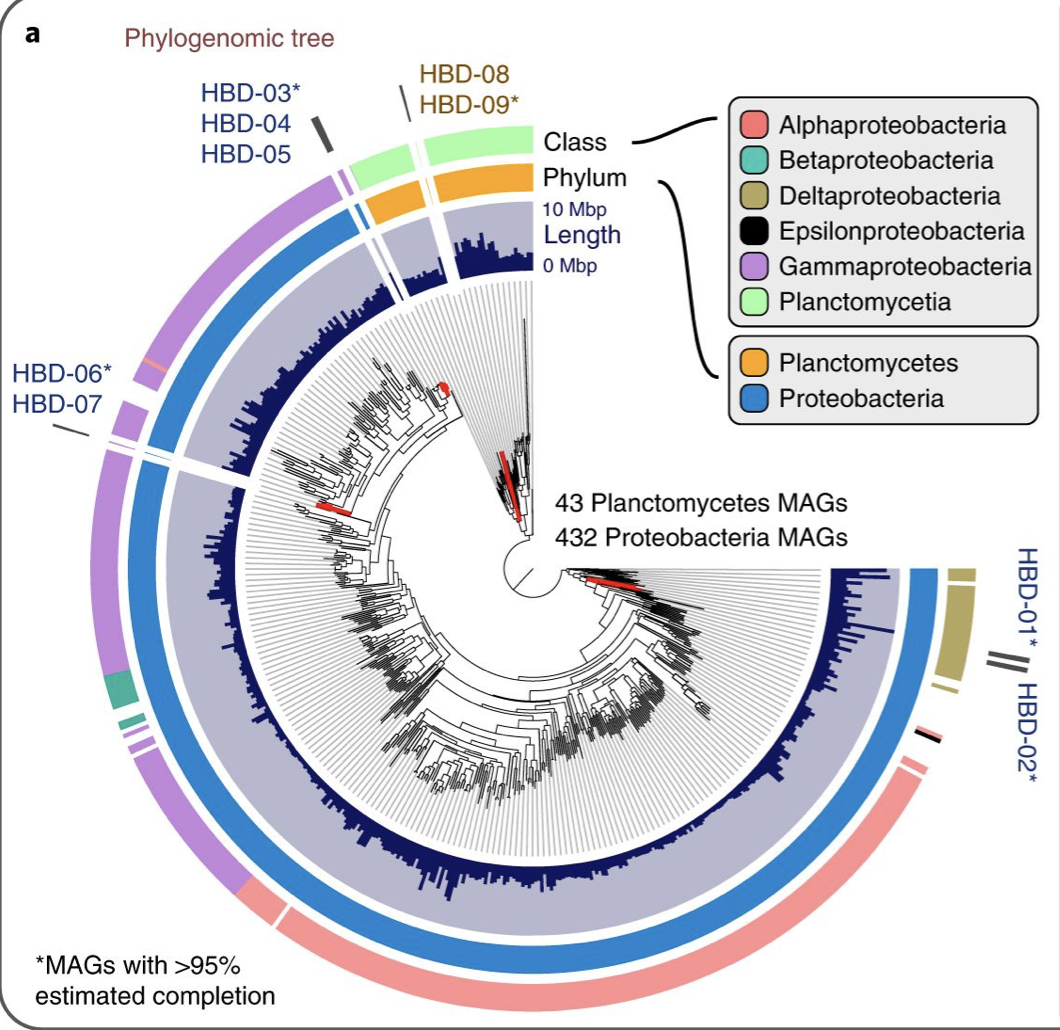 a
Phylogenomic tree
HBD-03*
HBD-04
HBD-05
HBD-08
HBD-09*
Class
Phylum
10 Mbp
Length
0 Mbp
Alphaproteobacteria
Betaproteobacteria
Deltaproteobacteria
Epsilonproteobacteria
Gammaproteobacteria
Planctomycetia
Planctomycetes
Proteobacteria
HBD-06*
HBD-07
43 Planctomycetes MAGs
432 Proteobacteria MAGs
HBD-01*
HBD-02*
*MAGs with >95%
estimated completion